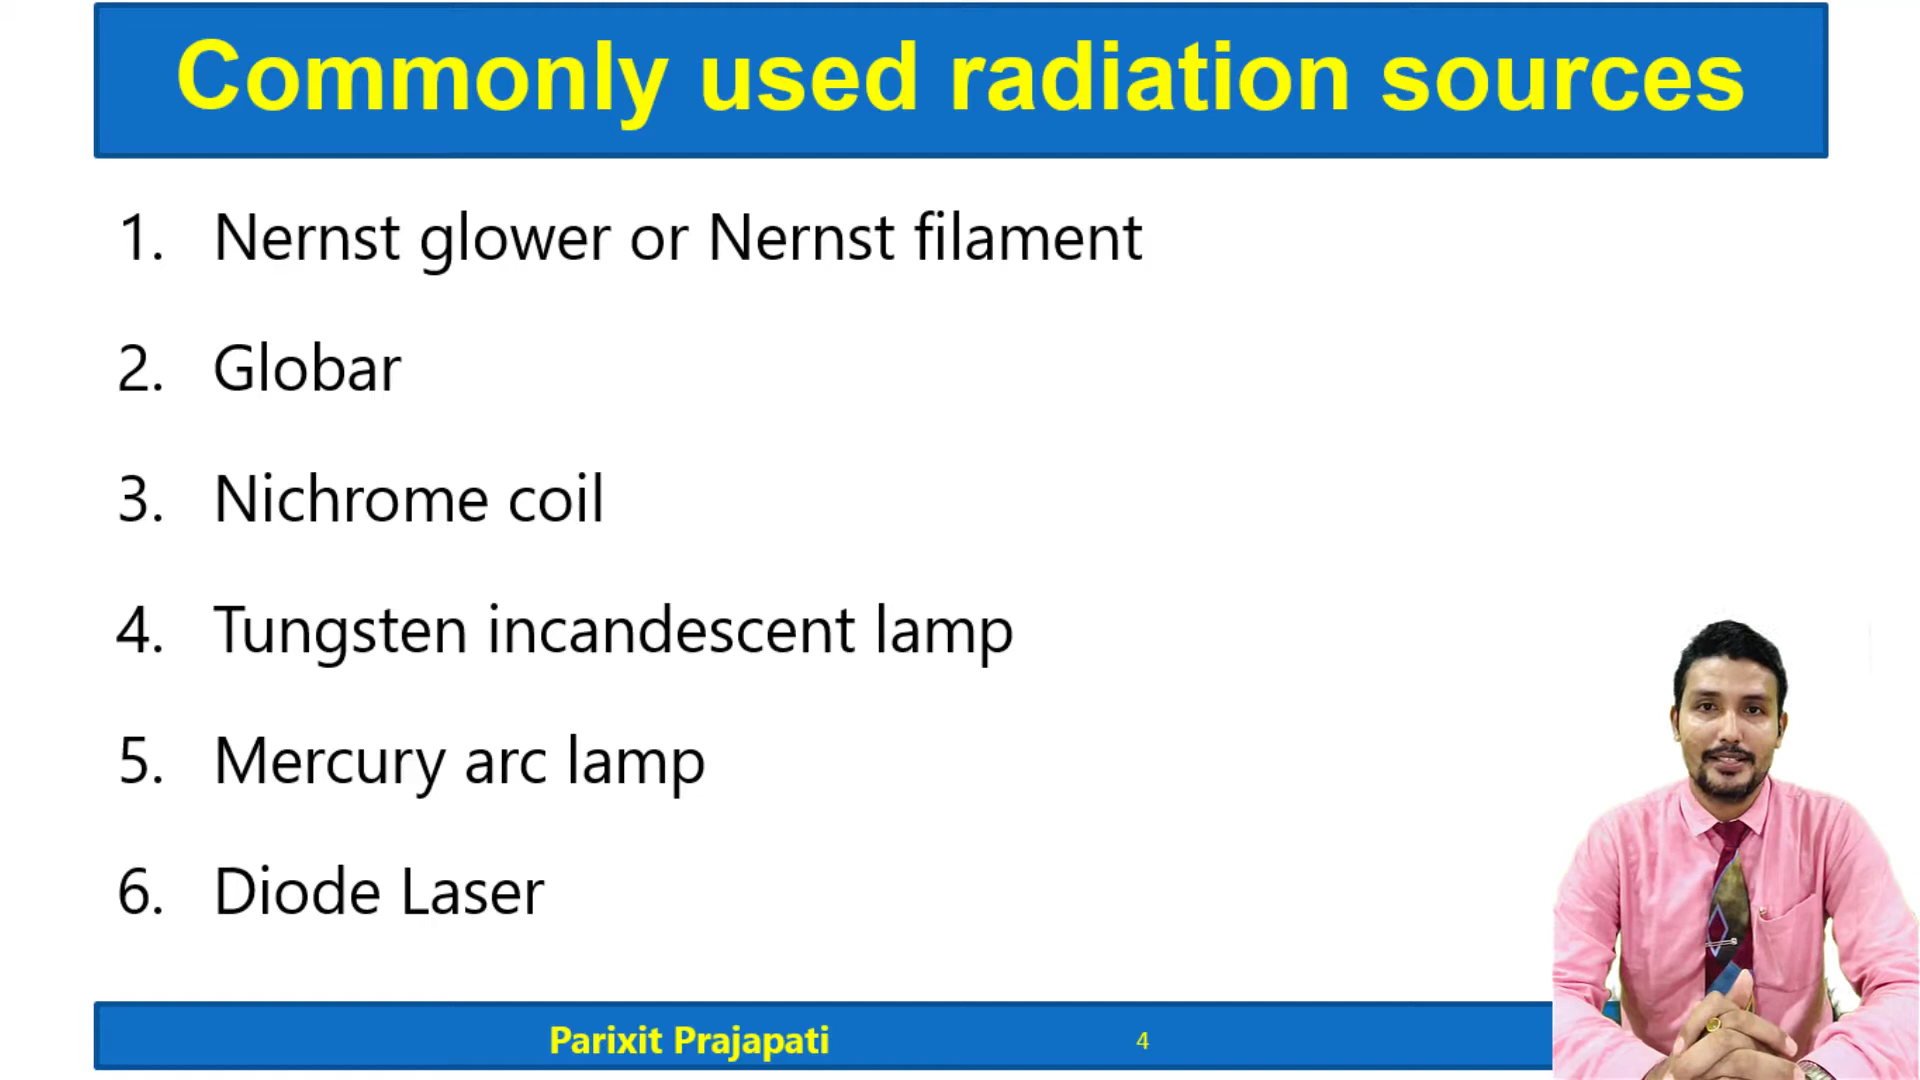 Commonly used radiation sources
1. Nernst glower or Nernst filament
2. Globar
3. Nichrome coil
4. Tungsten incandescent lamp
5. Mercury arc lamp
6. Diode Laser
Parixit Prajapati 4